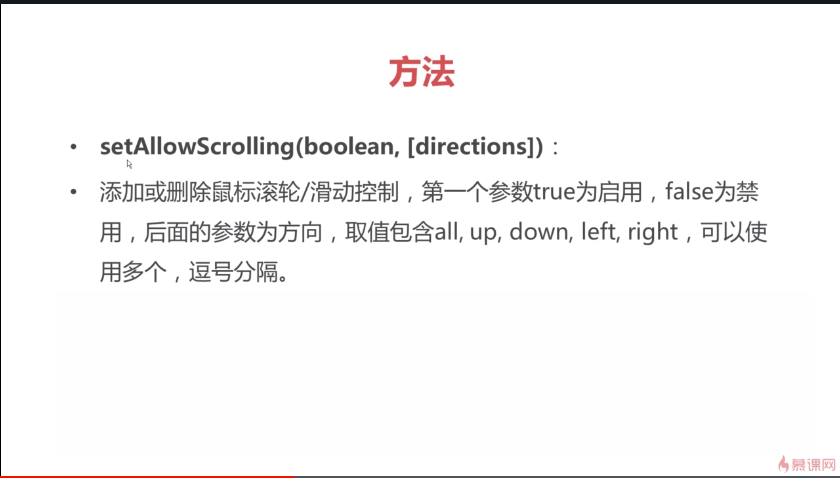 方法
• setAllowScrolling(boolean, [directions])：
• 添加或删除鼠标滚轮/滑动控制，第一个参数true为启用，false为禁
用，后面的参数为方向，取值包含all, up, down, left, right，可以使
用多个，逗号分隔。
慕课网